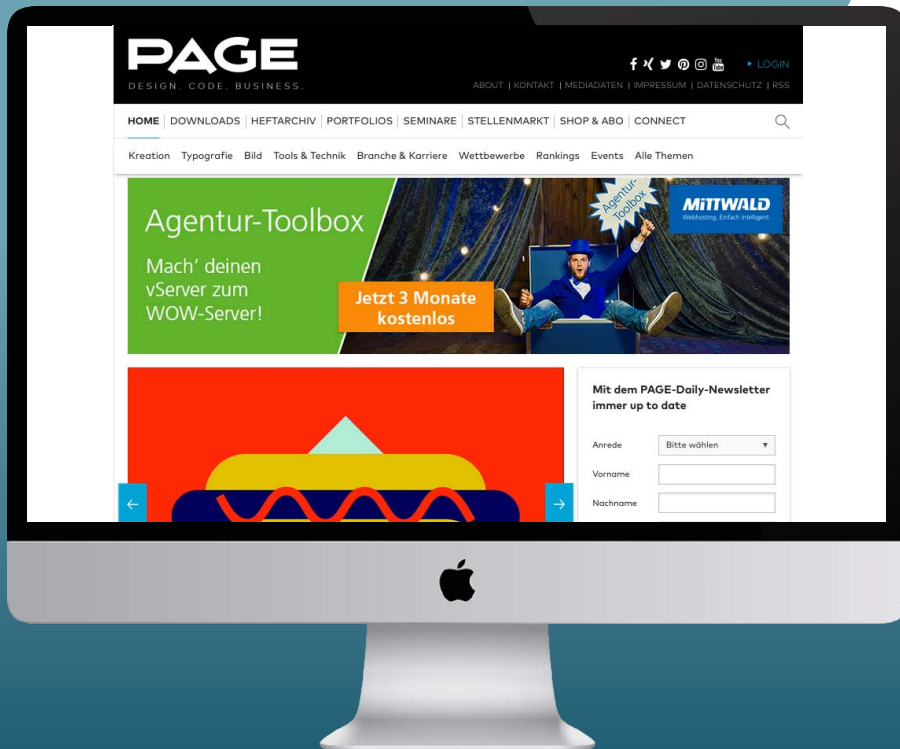 PAGE
DESIGN. CODE. BUSINESS.
LOGIN
ABOUT | KONTAKT | MEDIADATEN | IMPRESSUM | DATENSCHUTZ | RSS
HOME | DOWNLOADS | HEFTARCHIV | PORTFOLIOS | SEMINARE | STELLENMARKT | SHOP & ABO | CONNECT
Kreation Typografie Bild Tools & Technik Branche & Karriere Wettbewerbe Rankings Events Alle Themen
Agentur-Toolbox
Mach' deinen
vServer zum
WOW-Server!
Jetzt 3 Monate
kostenlos
Agentur-
Toolbox
MITTWALD
Webhosting. Einfach intelligent.
Mit dem PAGE-Daily-Newsletter
immer up to date
Anrede Bitte wählen
Vorname
Nachname